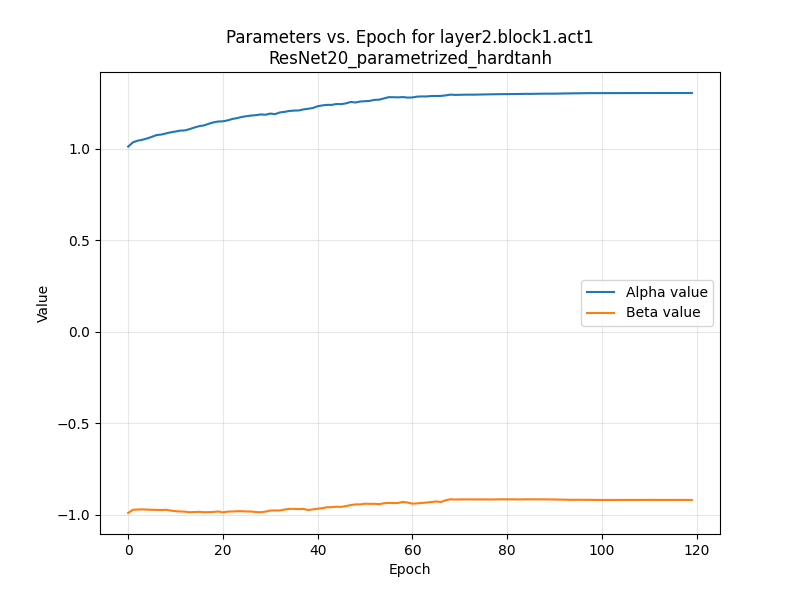 Parameters vs. Epoch for layer2.block1.act1
ResNet20_parametrized_hardtanh
1.0
0.5
0.0
−0.5
−1.0
Value
Alpha value
Beta value
0 20 40 60 80 100 120
Epoch